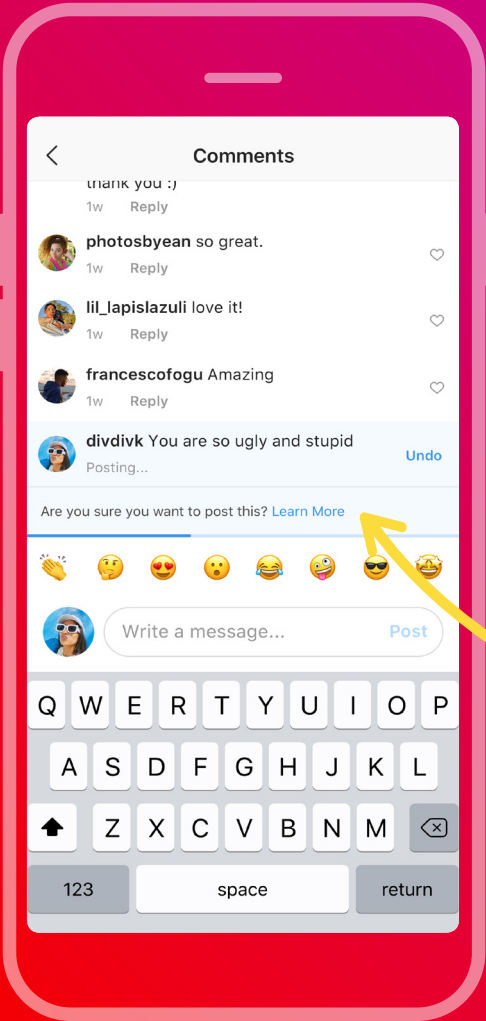 Comments
thank you :)
1w Reply
photosbyean so great.
1w Reply
lil_lapislazuli love it!
1w Reply
francescofogu Amazing
1w Reply
divdivk You are so ugly and stupid
Undo
Posting...
Are you sure you want to post this? Learn More
Write a message... Post
Q W E R T Y U I O P
A S D F G H J K L
Z X C V B N M
123 space return